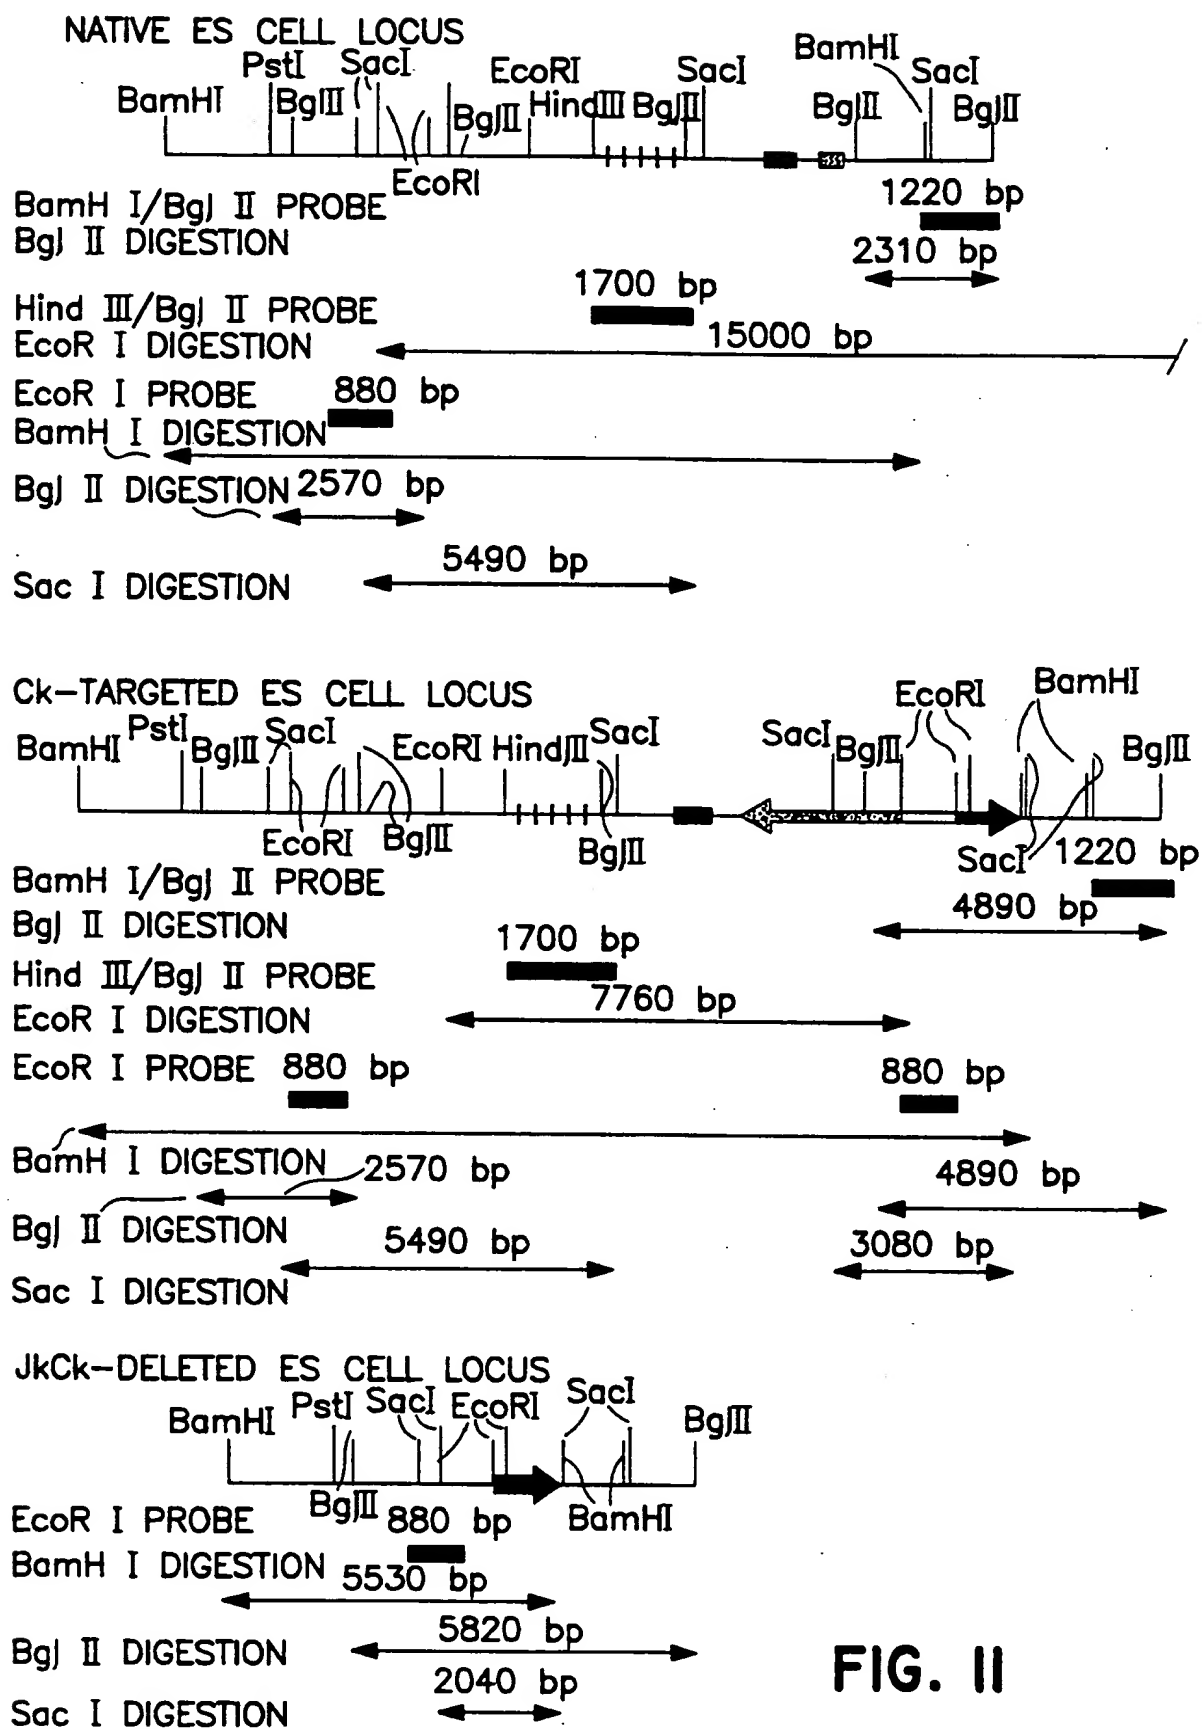 NATIVE ES CELL LOCUS
BamHI PstI BglII SacI EcoRI BglII EcoRI HindIII BglII SacI BglII BamHI SacI BglII
BamH I/Bgl II PROBE 1220 bp
Bgl II DIGESTION 2310 bp
Hind III/Bgl II PROBE 1700 bp
EcoR I DIGESTION 15000 bp
EcoR I PROBE 880 bp
BamH I DIGESTION
Bgl II DIGESTION 2570 bp
Sac I DIGESTION 5490 bp
Ck-TARGETED ES CELL LOCUS
BamHI PstI BglII SacI EcoRI BglII EcoRI HindIII BglII SacI SacI BglII EcoRI BamHI SacI BglII
BamH I/Bgl II PROBE 1220 bp
Bgl II DIGESTION 4890 bp
Hind III/Bgl II PROBE 1700 bp
EcoR I DIGESTION 7760 bp
EcoR I PROBE 880 bp 880 bp
BamH I DIGESTION
Bgl II DIGESTION 2570 bp 4890 bp
Sac I DIGESTION 5490 bp 3080 bp
JkCk-DELETED ES CELL LOCUS
BamHI PstI BglII SacI EcoRI SacI BamHI BglII
EcoR I PROBE 880 bp
BamH I DIGESTION 5530 bp
Bgl II DIGESTION 5820 bp
Sac I DIGESTION 2040 bp
FIG. 11